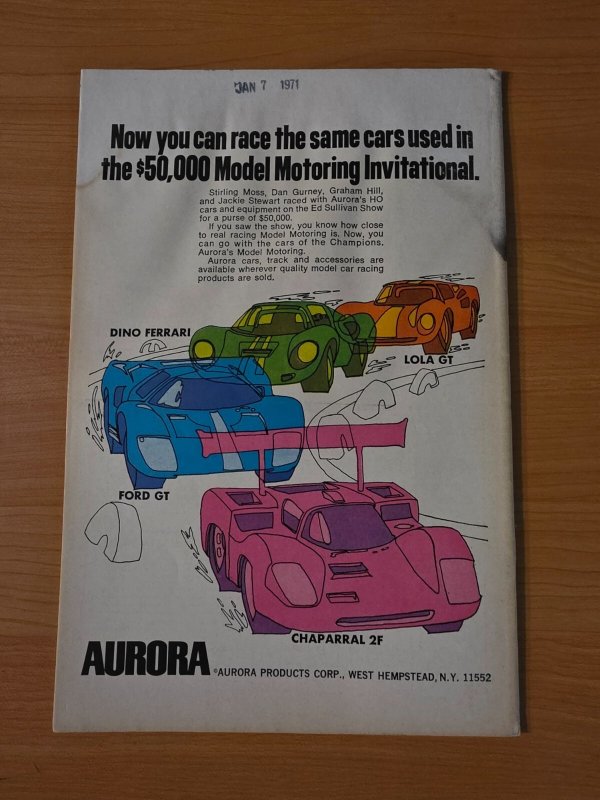 JAN 7 1971
Now you can race the same cars used in
the $50,000 Model Motoring Invitational.
Stirling Moss, Dan Gurney, Graham Hill,
and Jackie Stewart raced with Aurora's HO
cars and equipment on the Ed Sullivan Show
for a purse of $50,000.
If you saw the show, you know how close
to real racing Model Motoring is. Now, you
can go with the cars of the Champions.
Aurora's Model Motoring.
Aurora cars, track and accessories are
available wherever quality model car racing
products are sold.
DINO FERRARI
LOLA GT
FORD GT
8
CHAPARRAL 2F
AURORA
©AURORA PRODUCTS CORP., WEST HEMPSTEAD, N.Y. 11552